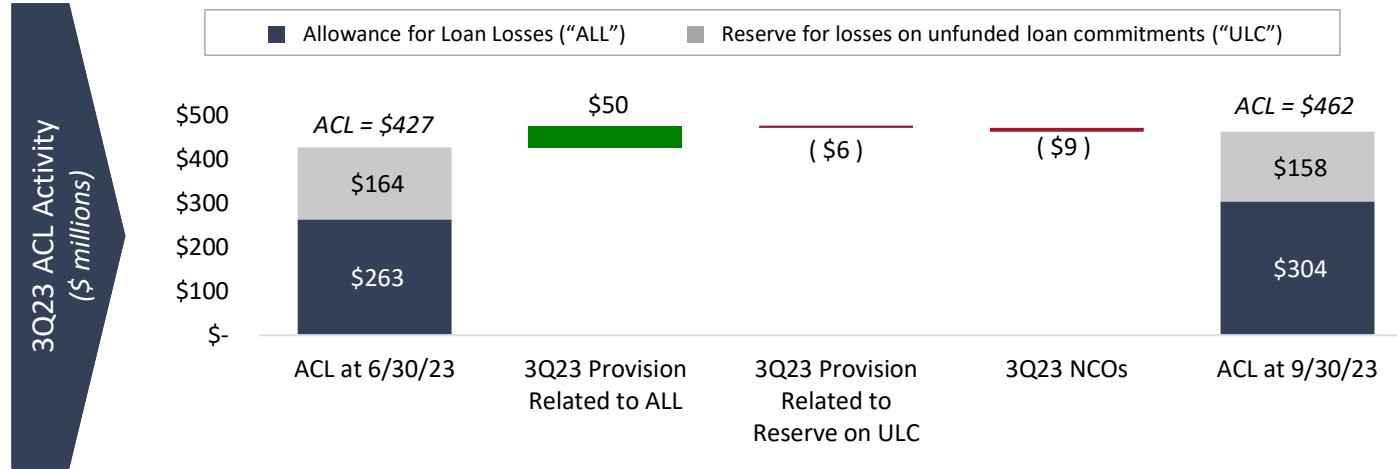 3Q23 ACL Activity
($ millions)
Allowance for Loan Losses (“ALL”)
Reserve for losses on unfunded loan commitments (“ULC”)
$500
$400
$300
$200
$100
$-
ACL = $427
$164
$263
$50
( $6 )
( $9 )
ACL = $462
$158
$304
ACL at 6/30/23
3Q23 Provision
Related to ALL
3Q23 Provision
Related to
Reserve on ULC
3Q23 NCOs
ACL at 9/30/23